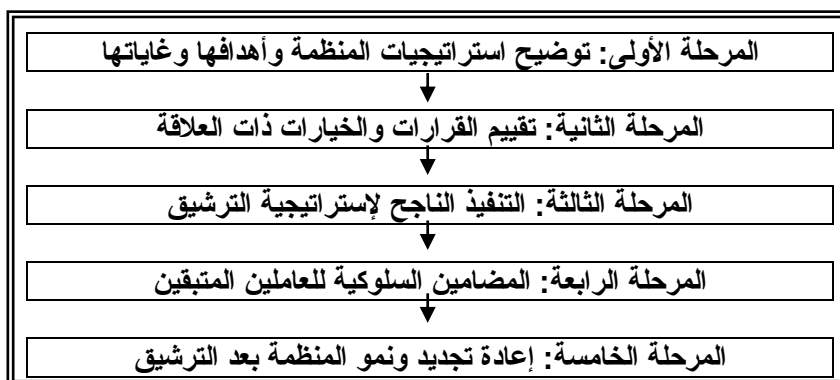 المرحلة الأولى: توضيح استراتيجيات المنظمة وأهدافها وغاياتها
المرحلة الثانية: تقييم القرارات والخيارات ذات العلاقة
المرحلة الثالثة: التنفيذ الناجح لإستراتيجية الترشيق
المرحلة الرابعة: المضامين السلوكية للعاملين المتبقين
المرحلة الخامسة: إعادة تجديد ونمو المنظمة بعد الترشيق